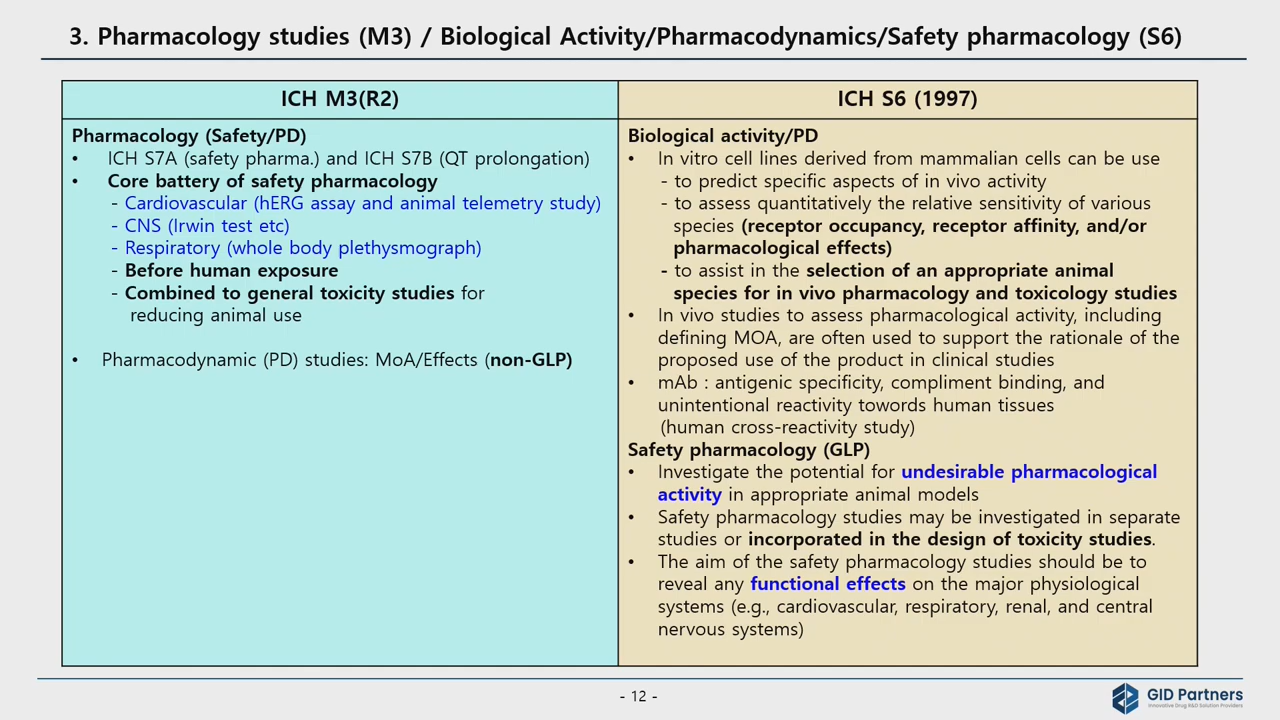 3. Pharmacology studies (M3) / Biological Activity/Pharmacodynamics/Safety pharmacology (S6)
ICH M3(R2)
Pharmacology (Safety/PD)
• ICH S7A (safety pharma.) and ICH S7B (QT prolongation)
• Core battery of safety pharmacology
- Cardiovascular (hERG assay and animal telemetry study)
- CNS (Irwin test etc)
- Respiratory (whole body plethysmograph)
- Before human exposure
- Combined to general toxicity studies for
reducing animal use
• Pharmacodynamic (PD) studies: MoA/Effects (non-GLP)
ICH S6 (1997)
Biological activity/PD
• In vitro cell lines derived from mammalian cells can be use
- to predict specific aspects of in vivo activity
- to assess quantitatively the relative sensitivity of various
species (receptor occupancy, receptor affinity, and/or
pharmacological effects)
- to assist in the selection of an appropriate animal
species for in vivo pharmacology and toxicology studies
• In vivo studies to assess pharmacological activity, including
defining MOA, are often used to support the rationale of the
proposed use of the product in clinical studies
• mAb : antigenic specificity, compliment binding, and
unintentional reactivity towords human tissues
(human cross-reactivity study)
Safety pharmacology (GLP)
• Investigate the potential for undesirable pharmacological
activity in appropriate animal models
• Safety pharmacology studies may be investigated in separate
studies or incorporated in the design of toxicity studies.
• The aim of the safety pharmacology studies should be to
reveal any functional effects on the major physiological
systems (e.g., cardiovascular, respiratory, renal, and central
nervous systems)
- 12 -
GID Partners
Innovative Drug R&D Solution Providers